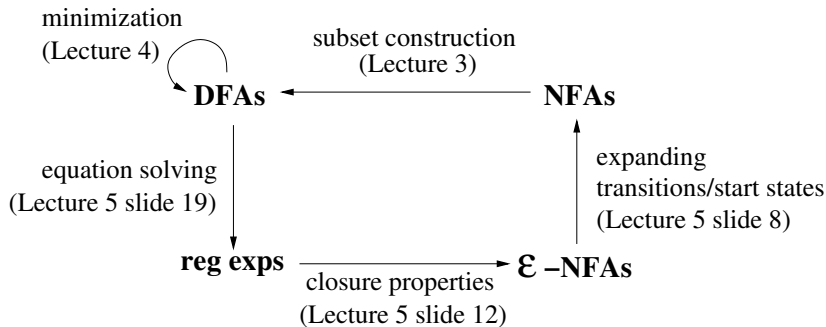 minimization
(Lecture 4)
subset construction
(Lecture 3)
DFAs
NFAs
equation solving
(Lecture 5 slide 19)
expanding
transitions/start states
(Lecture 5 slide 8)
reg exps
closure properties
(Lecture 5 slide 12)
ε −NFAs